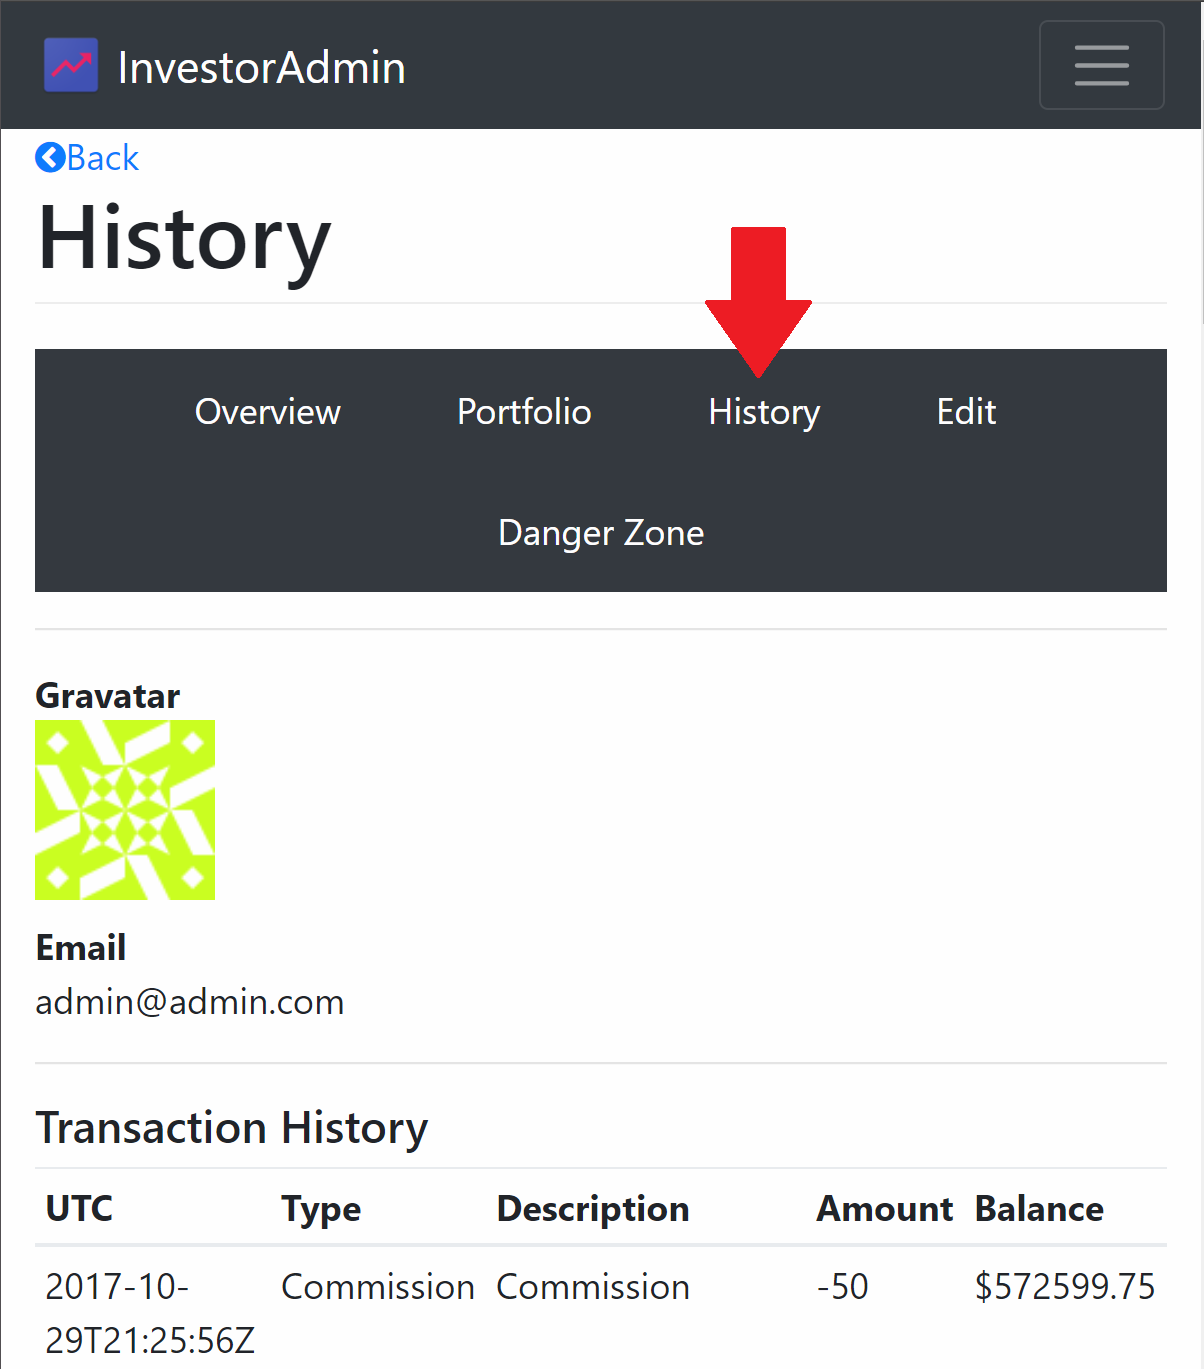 InvestorAdmin
Back
History
Overview Portfolio History Edit
Danger Zone
Gravatar
Email
admin@admin.com
Transaction History
UTC Type Description Amount Balance
2017-10- Commission Commission -50 $572599.75
29T21:25:56Z